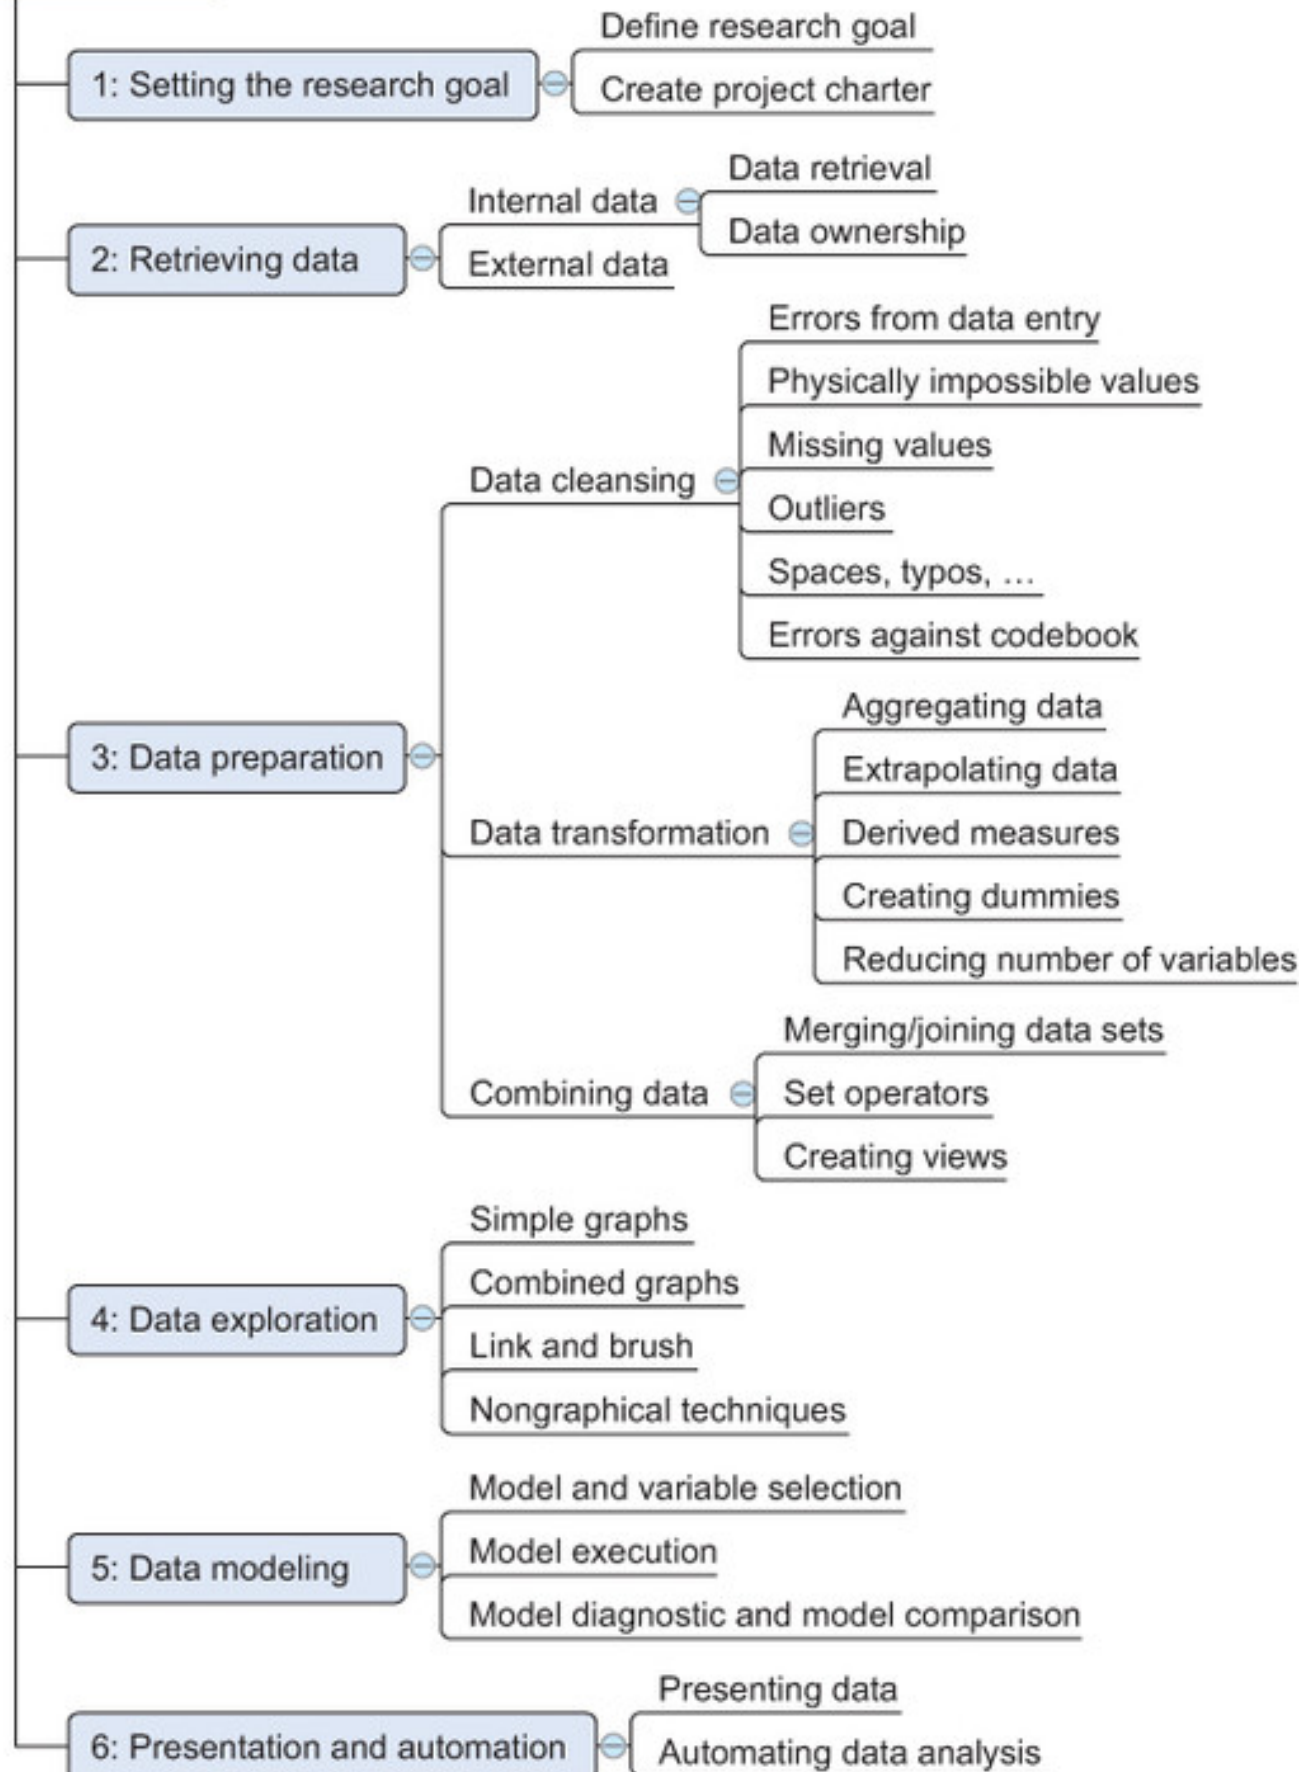 1: Setting the research goal
Define research goal
Create project charter
2: Retrieving data
Internal data
Data retrieval
Data ownership
External data
3: Data preparation
Data cleansing
Errors from data entry
Physically impossible values
Missing values
Outliers
Spaces, typos, …
Errors against codebook
Data transformation
Aggregating data
Extrapolating data
Derived measures
Creating dummies
Reducing number of variables
Combining data
Merging/joining data sets
Set operators
Creating views
4: Data exploration
Simple graphs
Combined graphs
Link and brush
Nongraphical techniques
5: Data modeling
Model and variable selection
Model execution
Model diagnostic and model comparison
6: Presentation and automation
Presenting data
Automating data analysis